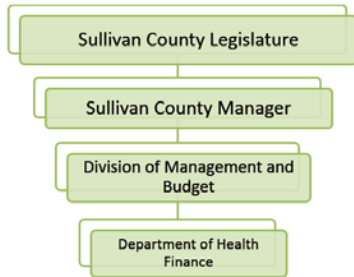 Sullivan County Legislature
Sullivan County Manager
Division of Management and
Budget
Department of Health
Finance